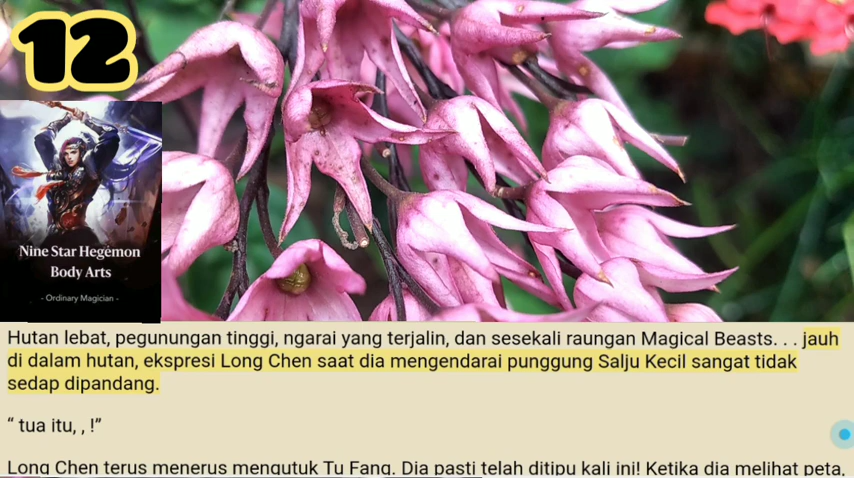 12
Nine Star Hegemon
Body Arts
- Ordinary Magician -
Hutan lebat, pegunungan tinggi, ngarai yang terjalin, dan sesekali raungan Magical Beasts. . . jauh
di dalam hutan, ekspresi Long Chen saat dia mengendarai punggung Salju Kecil sangat tidak
sedap dipandang.
“ tua itu, , !”
Long Chen terus menerus mengutuk Tu Fang. Dia pasti telah ditipu kali ini! Ketika dia melihat peta,